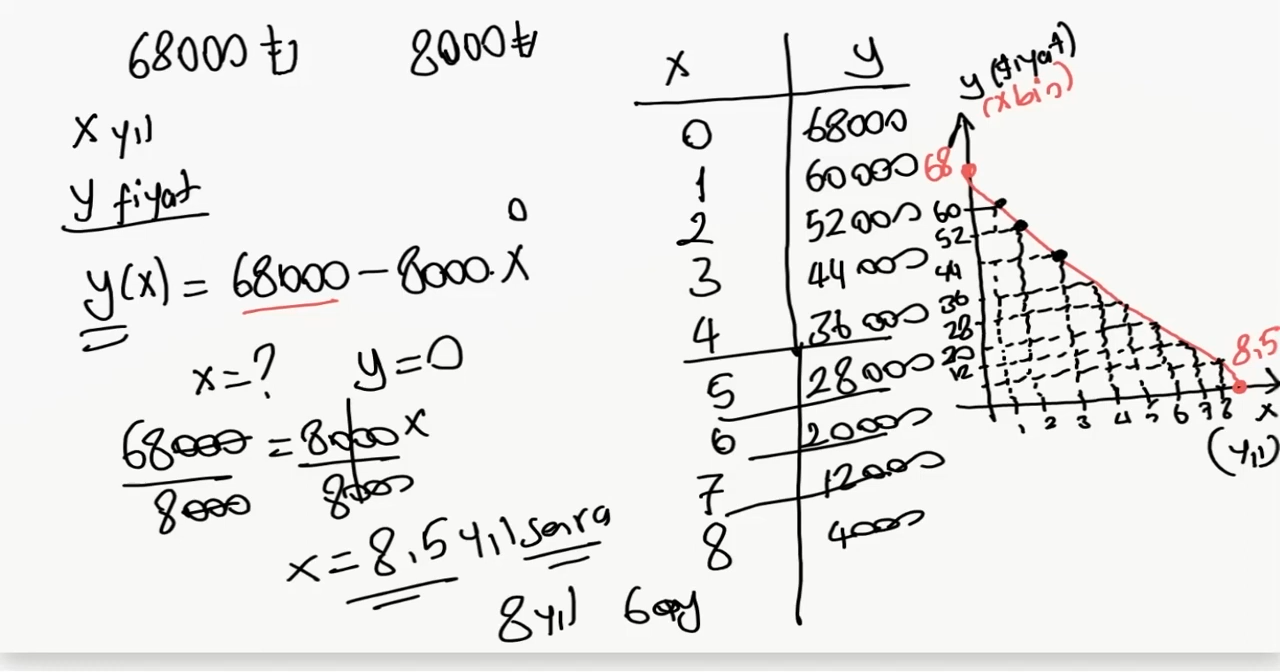 68000 ₺ 8000 ₺
x yıl
y fiyat
0
y(x) = 68000 - 8000.x
x=? y=0
68000 = 8000x
8000 8000
x = 8,5 yıl sonra
8 yıl 6 ay
x y
0 68000
1 60000
2 52000
3 44000
4 36000
5 28000
6 20000
7 12000
8 4000
y (fiyat)
(x bin)
68
60
52
44
36
28
20
12
8,5
1 2 3 4 5 6 7 8 x
(yıl)